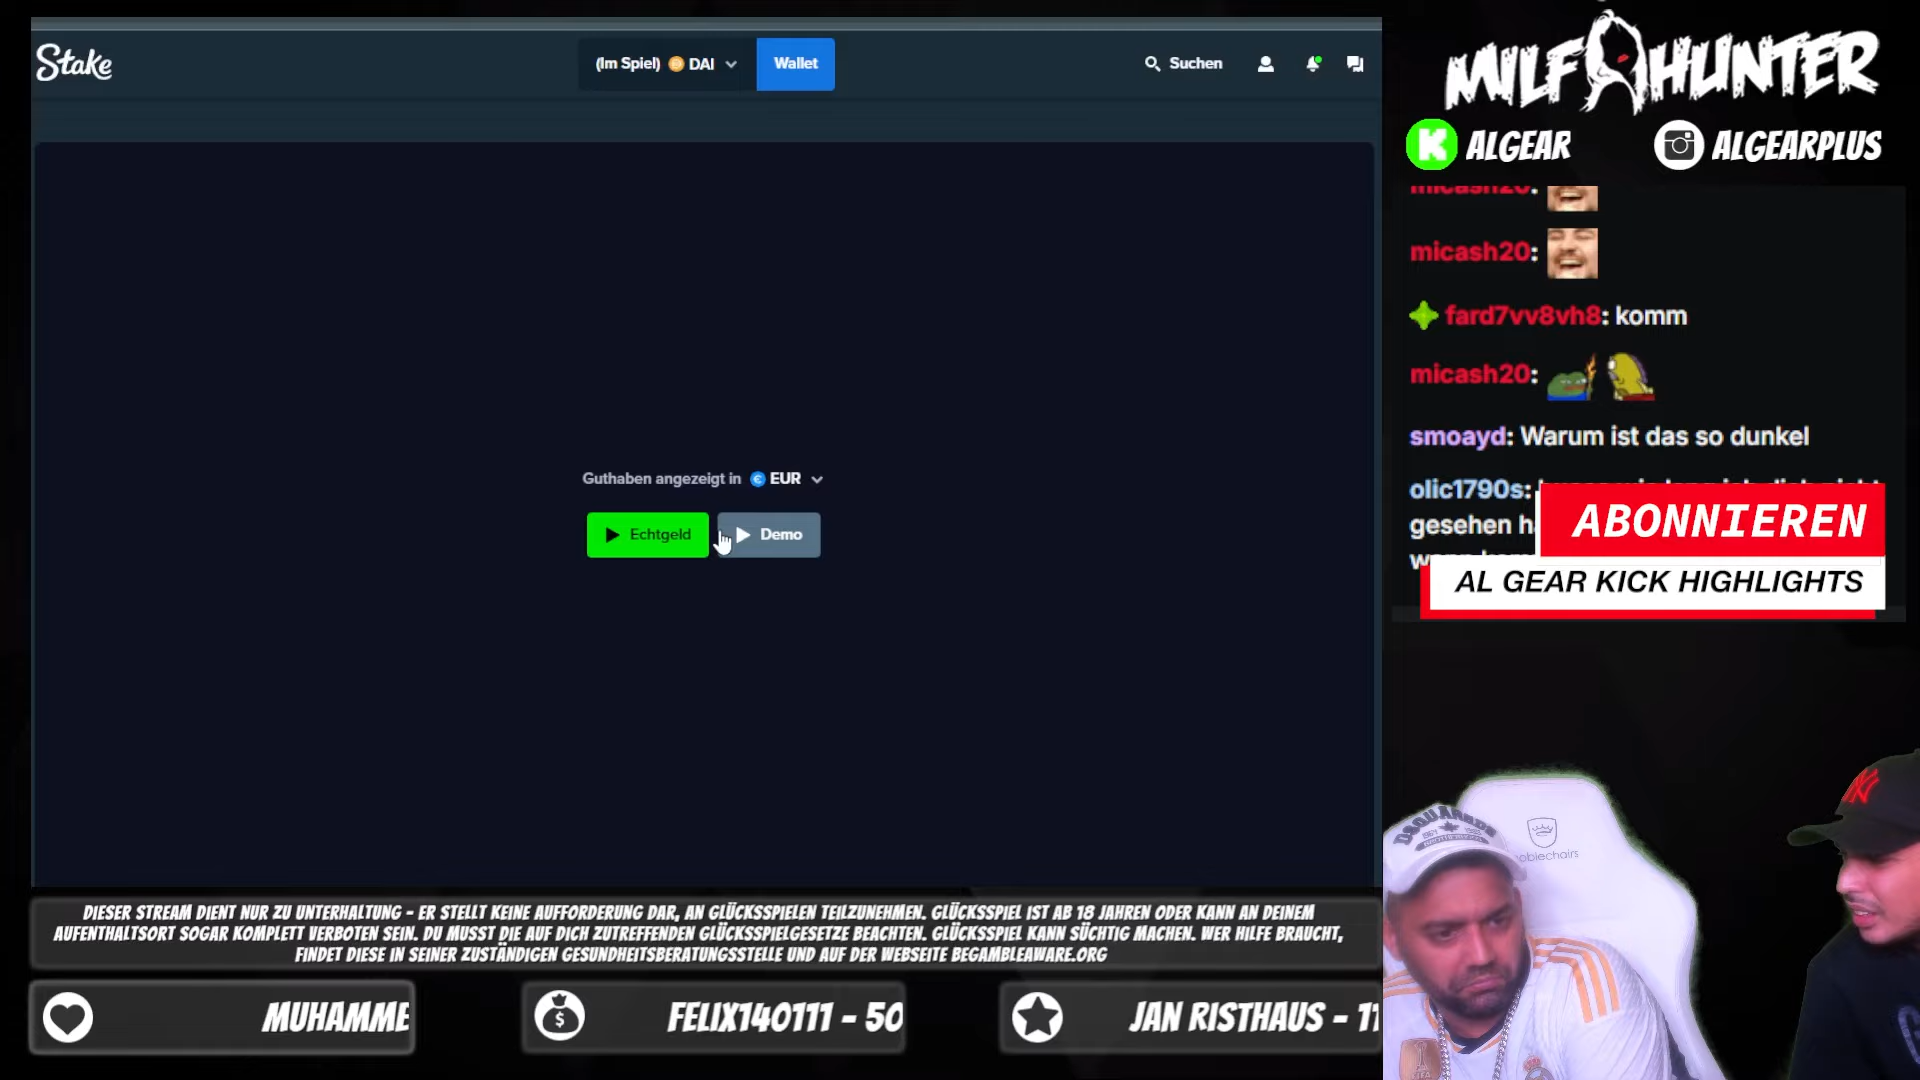 Stake
(Im Spiel) DAI
Wallet
Suchen
Guthaben angezeigt in EUR
Echtgeld
Demo
MILF HUNTER
K ALGEAR
ALGEARPLUS
micash20:
micash20:
fard7vv8vh8: komm
micash20:
smoayd: Warum ist das so dunkel
olic1790s:
gesehen
ABONNIEREN
AL GEAR KICK HIGHLIGHTS
DSQUARED2
noblechairs
DIESER STREAM DIENT NUR ZU UNTERHALTUNG - ER STELLT KEINE AUFFORDERUNG DAR, AN GLÜCKSSPIELEN TEILZUNEHMEN. GLÜCKSSPIEL IST AB 18 JAHREN ODER KANN AN DEINEM
AUFENTHALTSORT SOGAR KOMPLETT VERBOTEN SEIN. DU MUSST DIE AUF DICH ZUTREFFENDEN GLÜCKSSPIELGESETZE BEACHTEN. GLÜCKSSPIEL KANN SÜCHTIG MACHEN. WER HILFE BRAUCHT,
FINDET DIESE IN SEINER ZUSTÄNDIGEN GESUNDHEITSBERATUNGSSTELLE UND AUF DER WEBSEITE BEGAMBLEAWARE.ORG
MUHAMME
FELIX140111 - 50
JAN RISTHAUS - 11